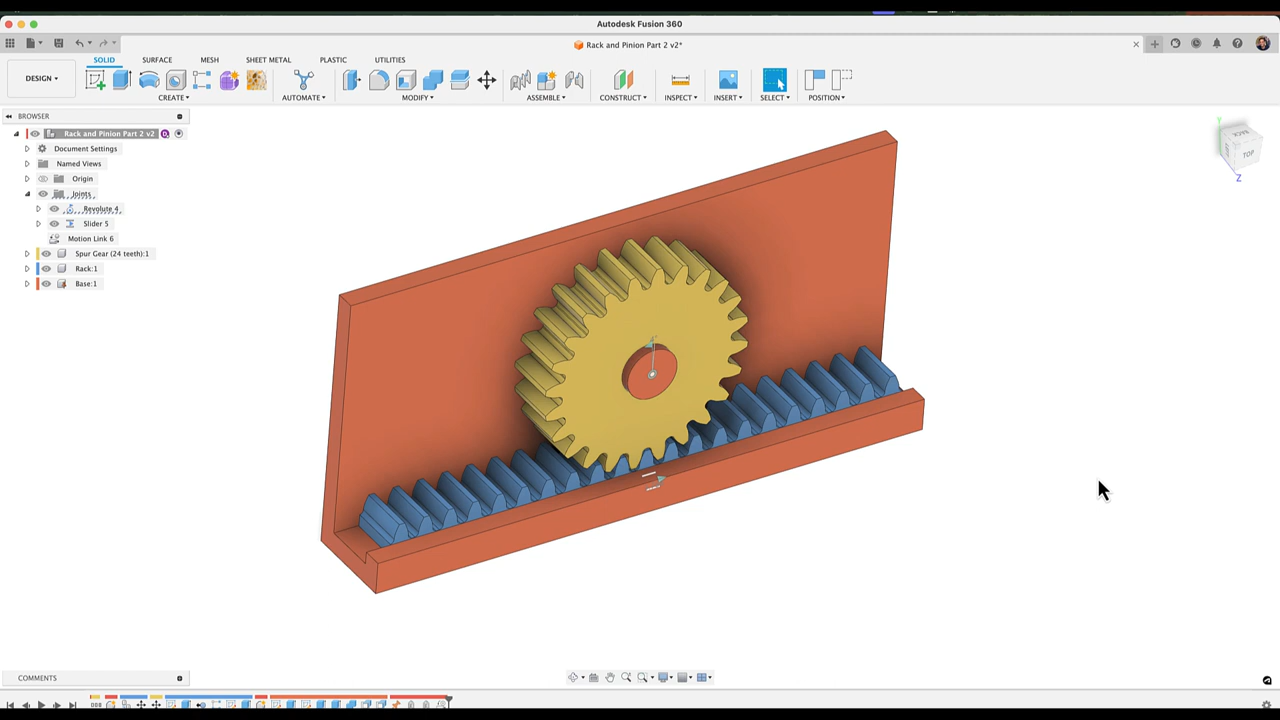 Autodesk Fusion 360
Rack and Pinion Part 2 v2*
SOLID SURFACE MESH SHEET METAL PLASTIC UTILITIES
DESIGN
CREATE AUTOMATE MODIFY ASSEMBLE CONSTRUCT INSPECT INSERT SELECT POSITION
BROWSER
Rack and Pinion Part 2 v2
Document Settings
Named Views
Origin
Joints
Revolute 4
Slider 5
Motion Link 6
Spur Gear (24 teeth):1
Rack:1
Base:1
BACK
TOP
Z
COMMENTS